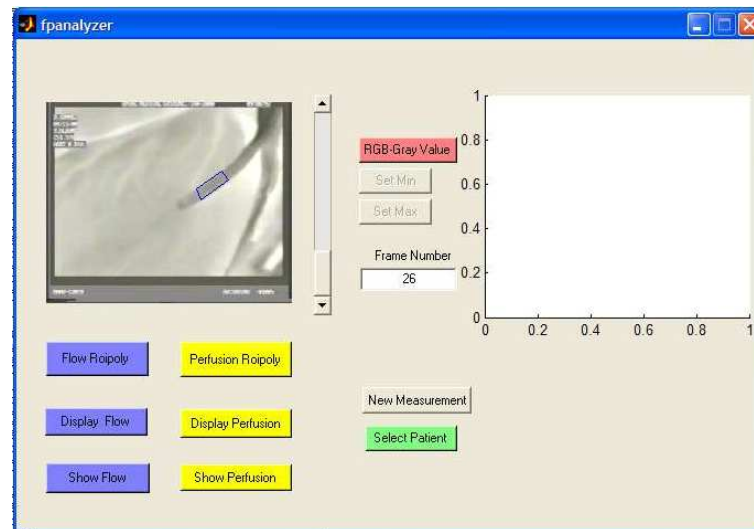 fpanalyzer
RGB-Gray Value
Set Min
Set Max
Frame Number
26
1
0.8
0.6
0.4
0.2
0
0 0.2 0.4 0.6 0.8 1
Flow Roipoly
Perfusion Roipoly
Display Flow
Display Perfusion
Show Flow
Show Perfusion
New Measurement
Select Patient